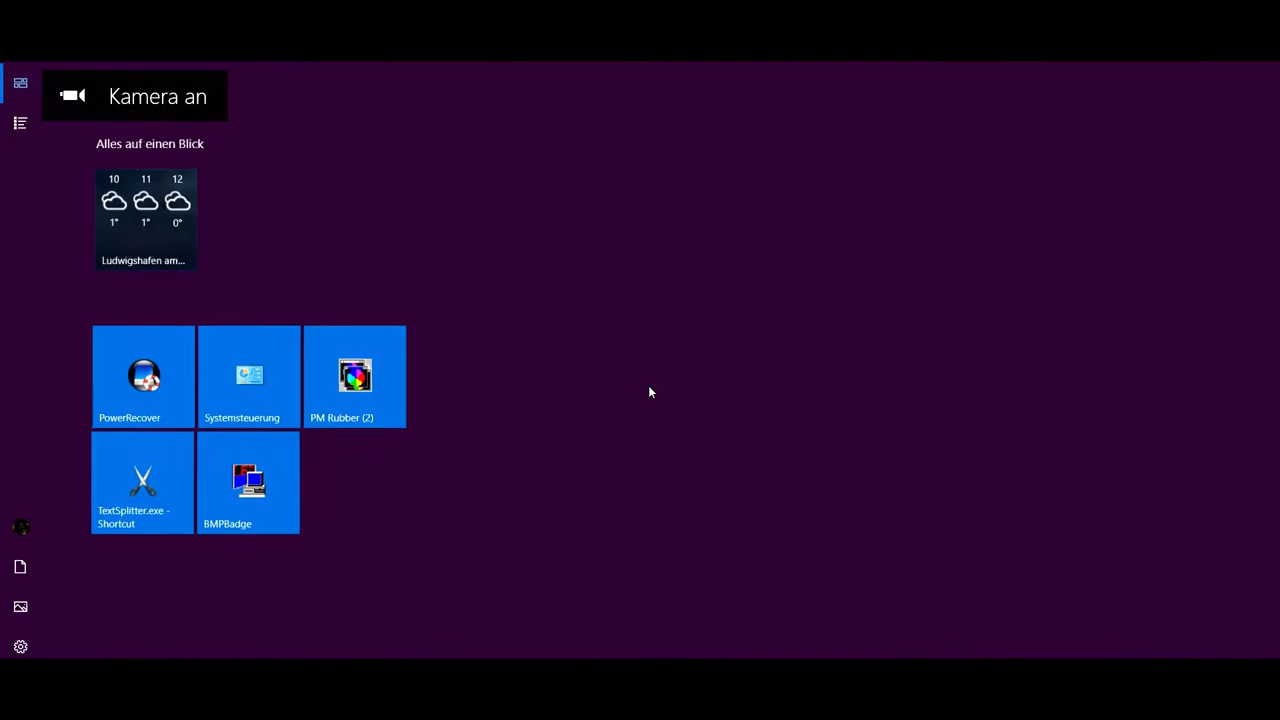 Kamera an
Alles auf einen Blick
10 11 12
1° 1° 0°
Ludwigshafen am...
PowerRecover
Systemsteuerung
PM Rubber (2)
TextSplitter.exe -
Shortcut
BMPBadge